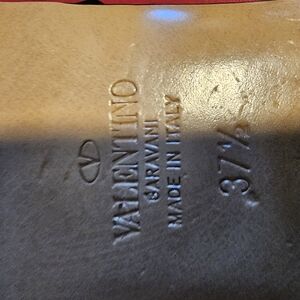 VALENTINO
GARAVANI
MADE IN ITALY
37½